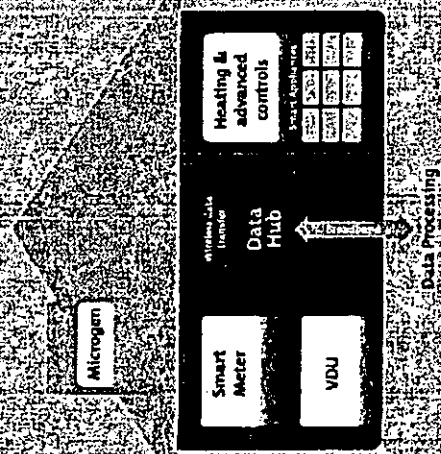 Microgen
Smart
Meter
VDU
Wireless data
transfer
Data
Hub
Broadband
Heating &
advanced
controls
Smart Appliances
Data Processing